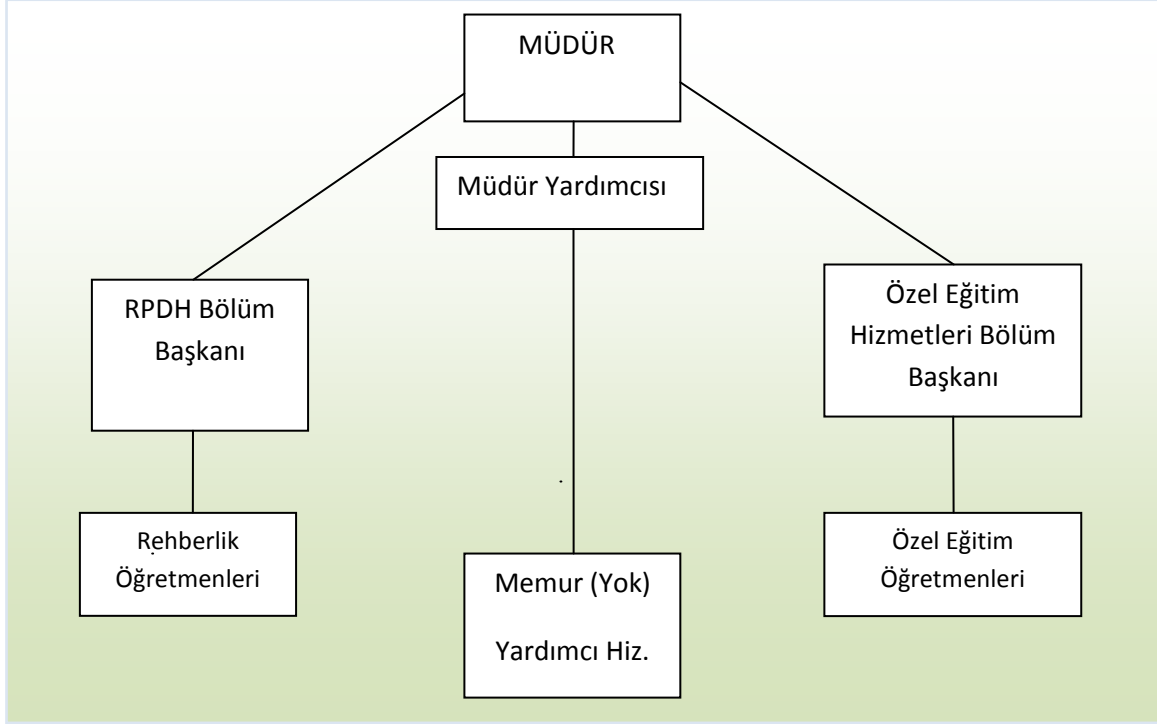 MÜDÜR
Müdür Yardımcısı
RPDH Bölüm
Başkanı
Özel Eğitim
Hizmetleri Bölüm
Başkanı
Rehberlik
Öğretmenleri
Memur (Yok)
Yardımcı Hiz.
Özel Eğitim
Öğretmenleri